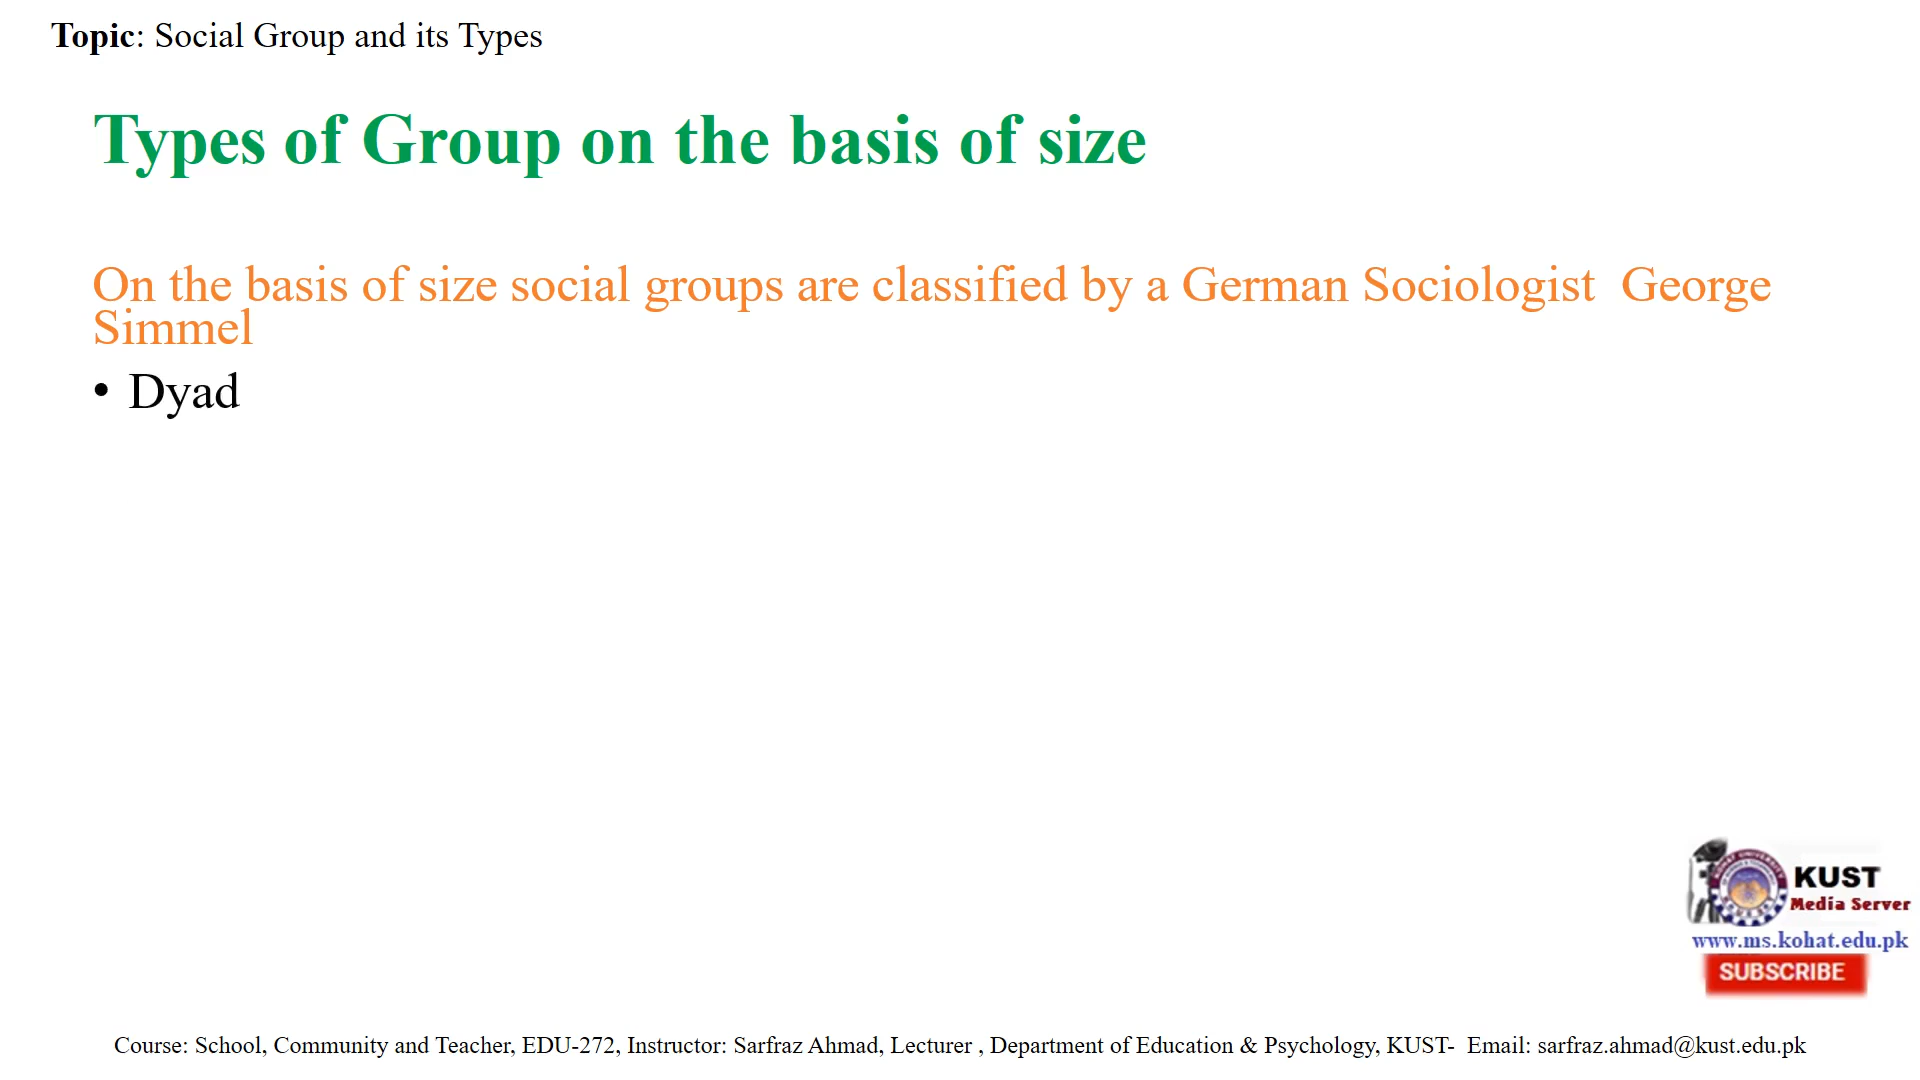 Topic: Social Group and its Types
Types of Group on the basis of size
On the basis of size social groups are classified by a German Sociologist  George
Simmel
• Dyad
KUST
Media Server
www.ms.kohat.edu.pk
SUBSCRIBE
Course: School, Community and Teacher, EDU-272, Instructor: Sarfraz Ahmad, Lecturer , Department of Education & Psychology, KUST-  Email: sarfraz.ahmad@kust.edu.pk